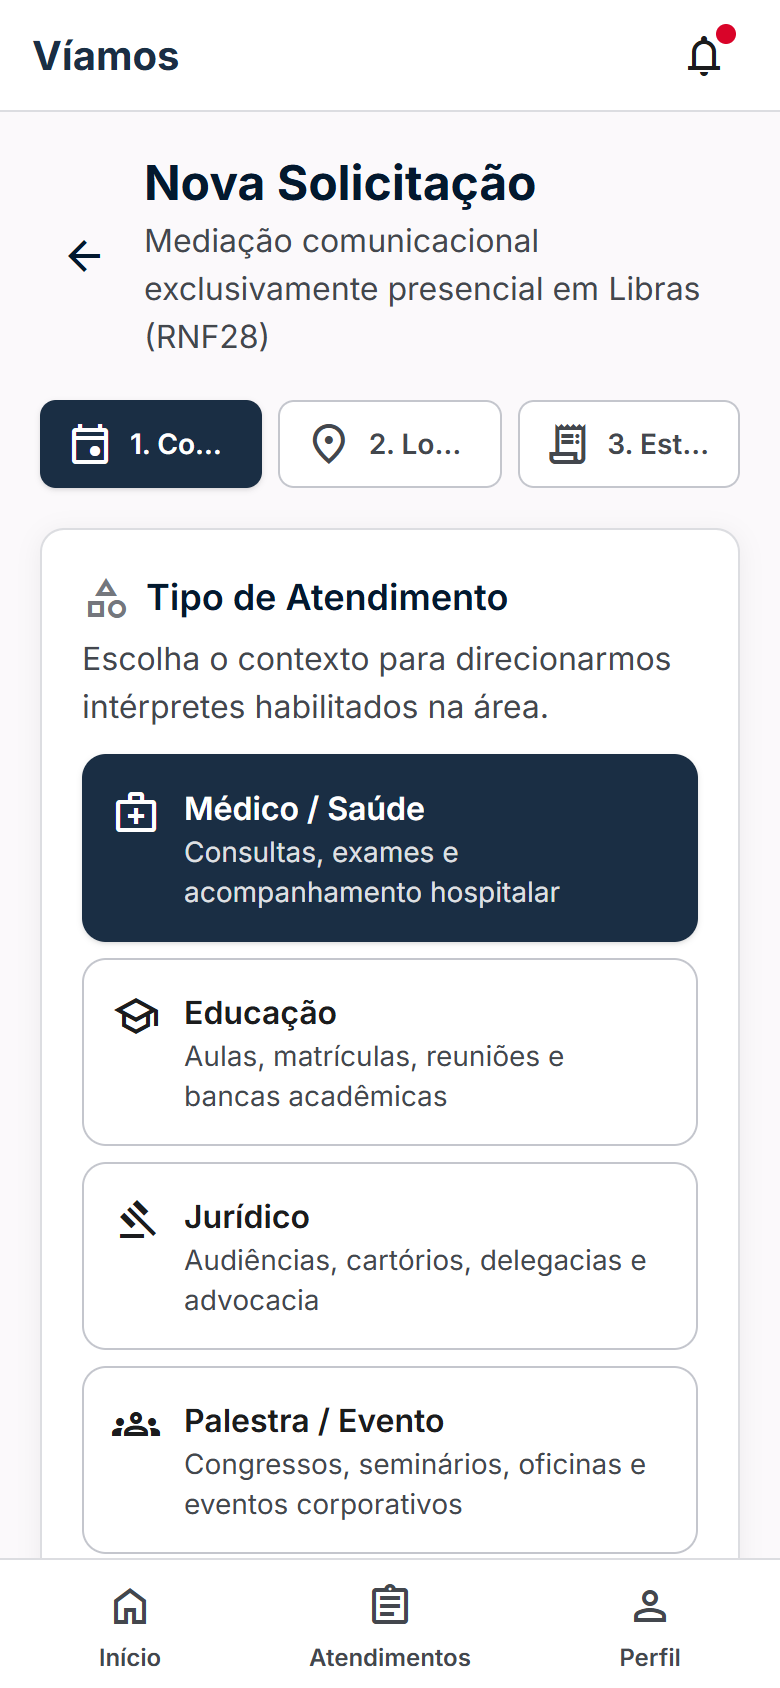 Víamos
Nova Solicitação
Mediação comunicacional
exclusivamente presencial em Libras
(RNF28)
1. Co...
2. Lo...
3. Est...
Tipo de Atendimento
Escolha o contexto para direcionarmos
intérpretes habilitados na área.
Médico / Saúde
Consultas, exames e
acompanhamento hospitalar
Educação
Aulas, matrículas, reuniões e
bancas acadêmicas
Jurídico
Audiências, cartórios, delegacias e
advocacia
Palestra / Evento
Congressos, seminários, oficinas e
eventos corporativos
Início
Atendimentos
Perfil